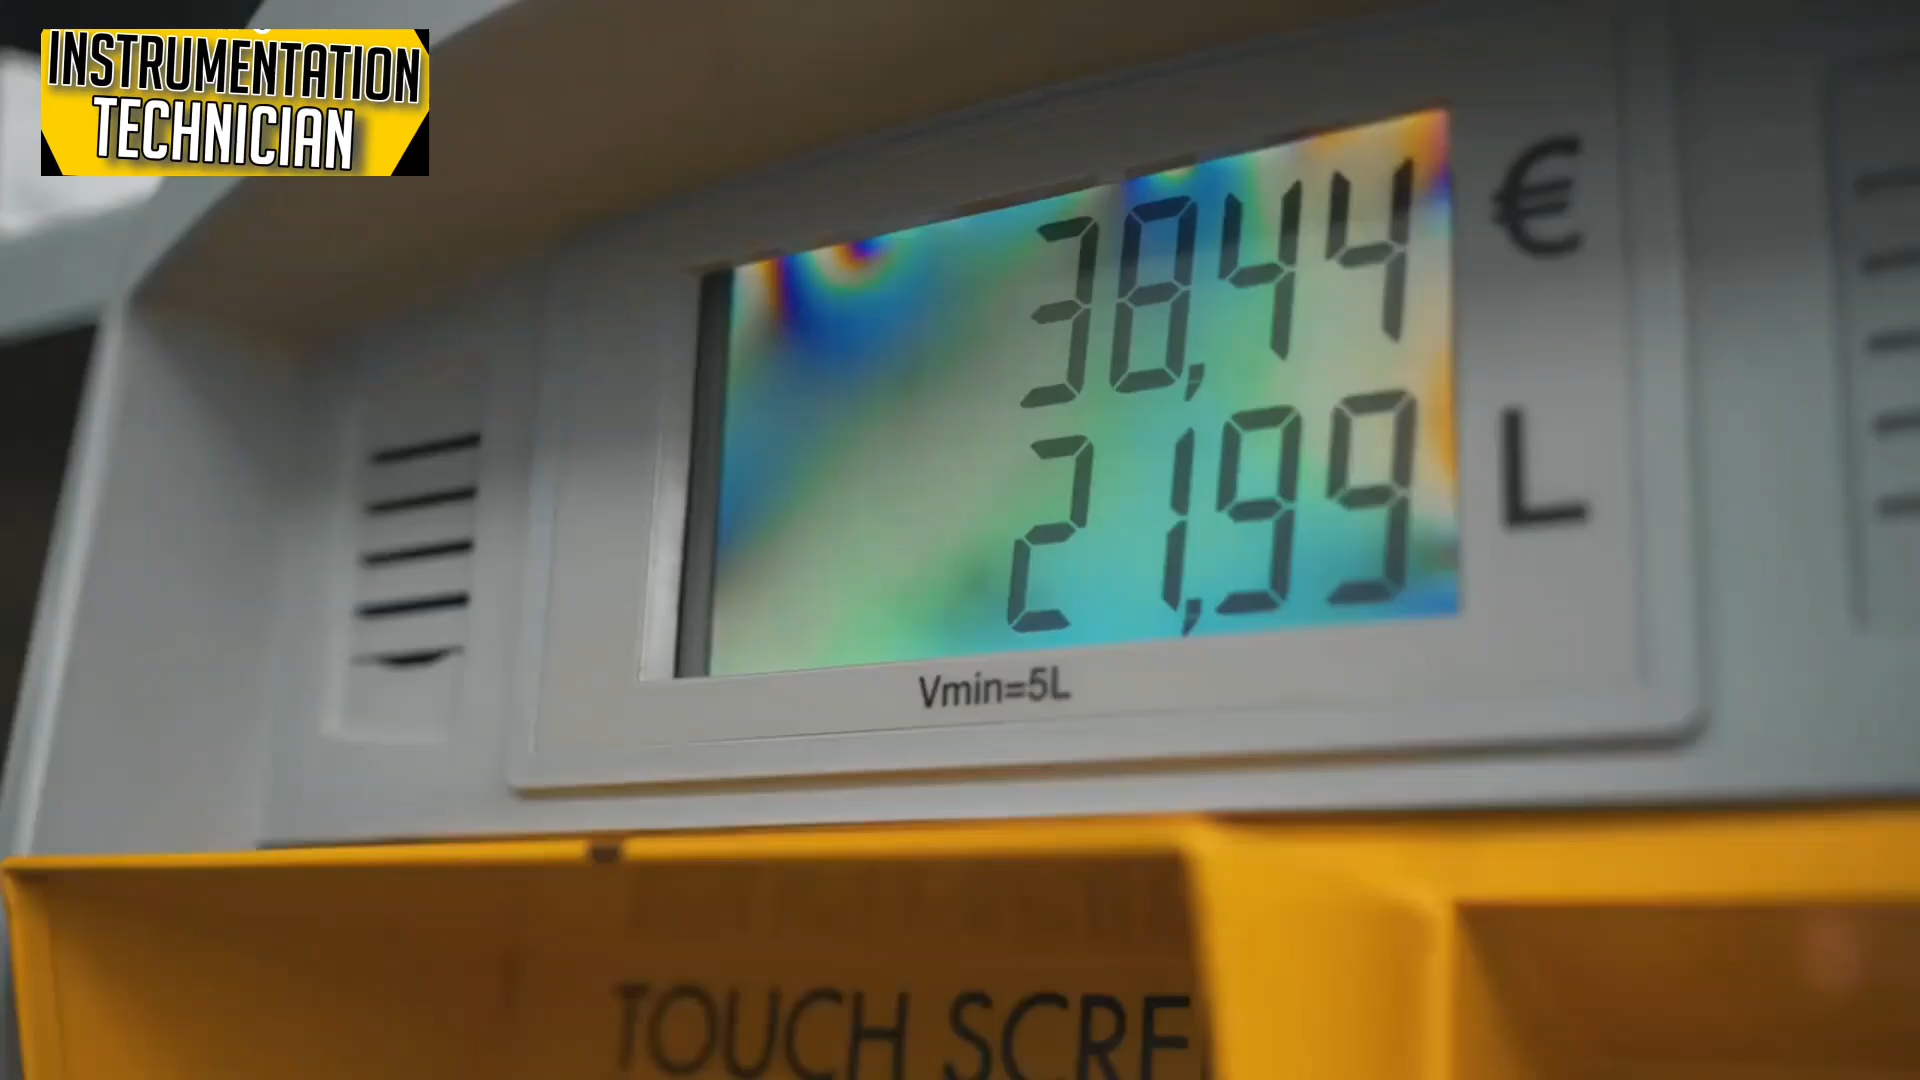 INSTRUMENTATION
TECHNICIAN
38,44 €
21,99 L
Vmin=5L
TOUCH SCRE